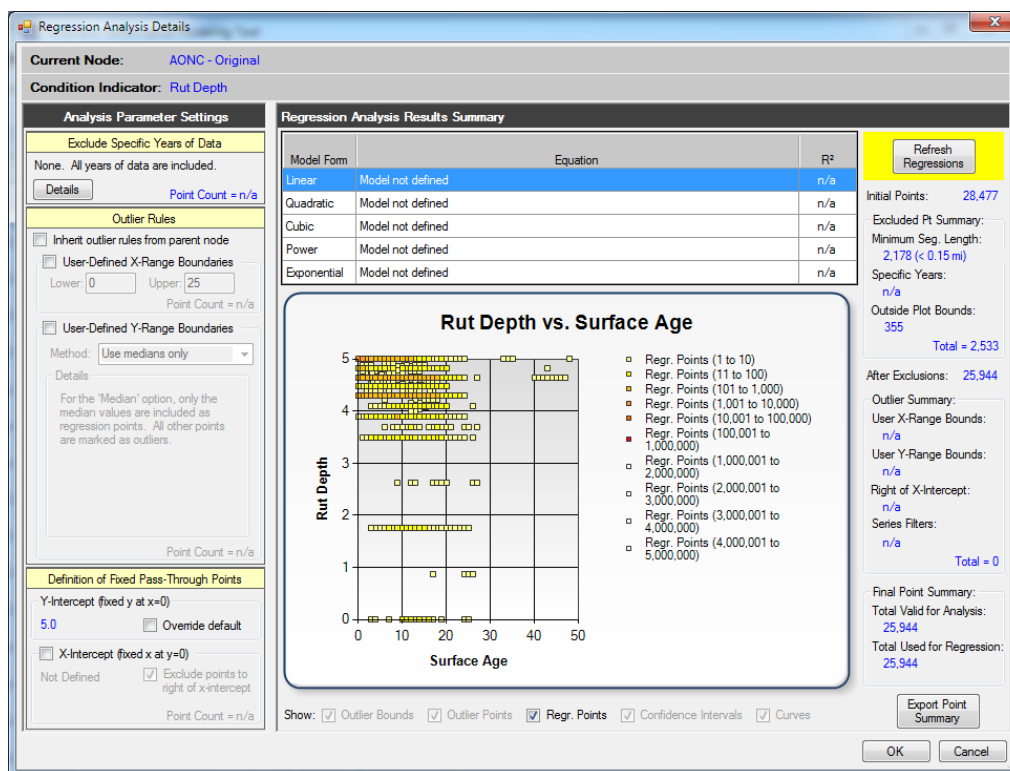 Regression Analysis Details
Current Node: AONC - Original
Condition Indicator: Rut Depth
Analysis Parameter Settings
Exclude Specific Years of Data
None. All years of data are included.
Details
Point Count = n/a
Outlier Rules
Inherit outlier rules from parent node
User-Defined X-Range Boundaries
Lower: 0 Upper: 25
Point Count = n/a
User-Defined Y-Range Boundaries
Method: Use medians only
Details
For the 'Median' option, only the
median values are included as
regression points. All other points
are marked as outliers.
Point Count = n/a
Definition of Fixed Pass-Through Points
Y-Intercept (fixed y at x=0)
5.0 Override default
X-Intercept (fixed x at y=0)
Not Defined
Exclude points to
right of x-intercept
Point Count = n/a
Regression Analysis Results Summary
Model Form Equation R²
Linear Model not defined n/a
Quadratic Model not defined n/a
Cubic Model not defined n/a
Power Model not defined n/a
Exponential Model not defined n/a
Rut Depth vs. Surface Age
Rut Depth
5
4
3
2
1
0
0 10 20 30 40 50
Surface Age
Regr. Points (1 to 10)
Regr. Points (11 to 100)
Regr. Points (101 to 1,000)
Regr. Points (1,001 to 10,000)
Regr. Points (10,001 to 100,000)
Regr. Points (100,001 to
1,000,000)
Regr. Points (1,000,001 to
2,000,000)
Regr. Points (2,000,001 to
3,000,000)
Regr. Points (3,000,001 to
4,000,000)
Regr. Points (4,000,001 to
5,000,000)
Show: Outlier Bounds Outlier Points Regr. Points Confidence Intervals Curves
Refresh
Regressions
Initial Points: 28,477
Excluded Pt Summary:
Minimum Seg. Length:
2,178 (< 0.15 mi)
Specific Years:
n/a
Outside Plot Bounds:
355
Total = 2,533
After Exclusions: 25,944
Outlier Summary:
User X-Range Bounds:
n/a
User Y-Range Bounds:
n/a
Right of X-Intercept:
n/a
Series Filters:
n/a
Total = 0
Final Point Summary:
Total Valid for Analysis:
25,944
Total Used for Regression:
25,944
Export Point
Summary
OK Cancel